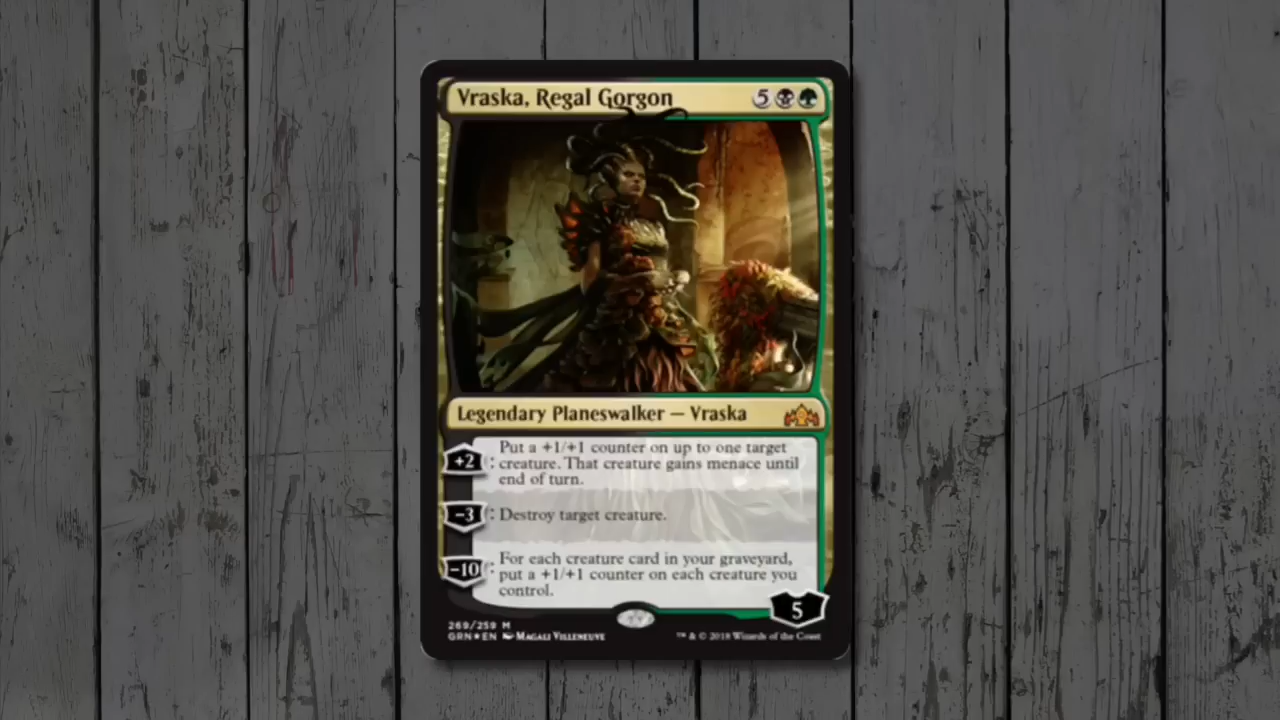 Vraska, Regal Gorgon 5
Legendary Planeswalker — Vraska
+2: Put a +1/+1 counter on up to one target
creature. That creature gains menace until
end of turn.
−3: Destroy target creature.
−10: For each creature card in your graveyard,
put a +1/+1 counter on each creature you
control.
5
269/259 M
GRN★EN Magali Villeneuve
™ & © 2018 Wizards of the Coast